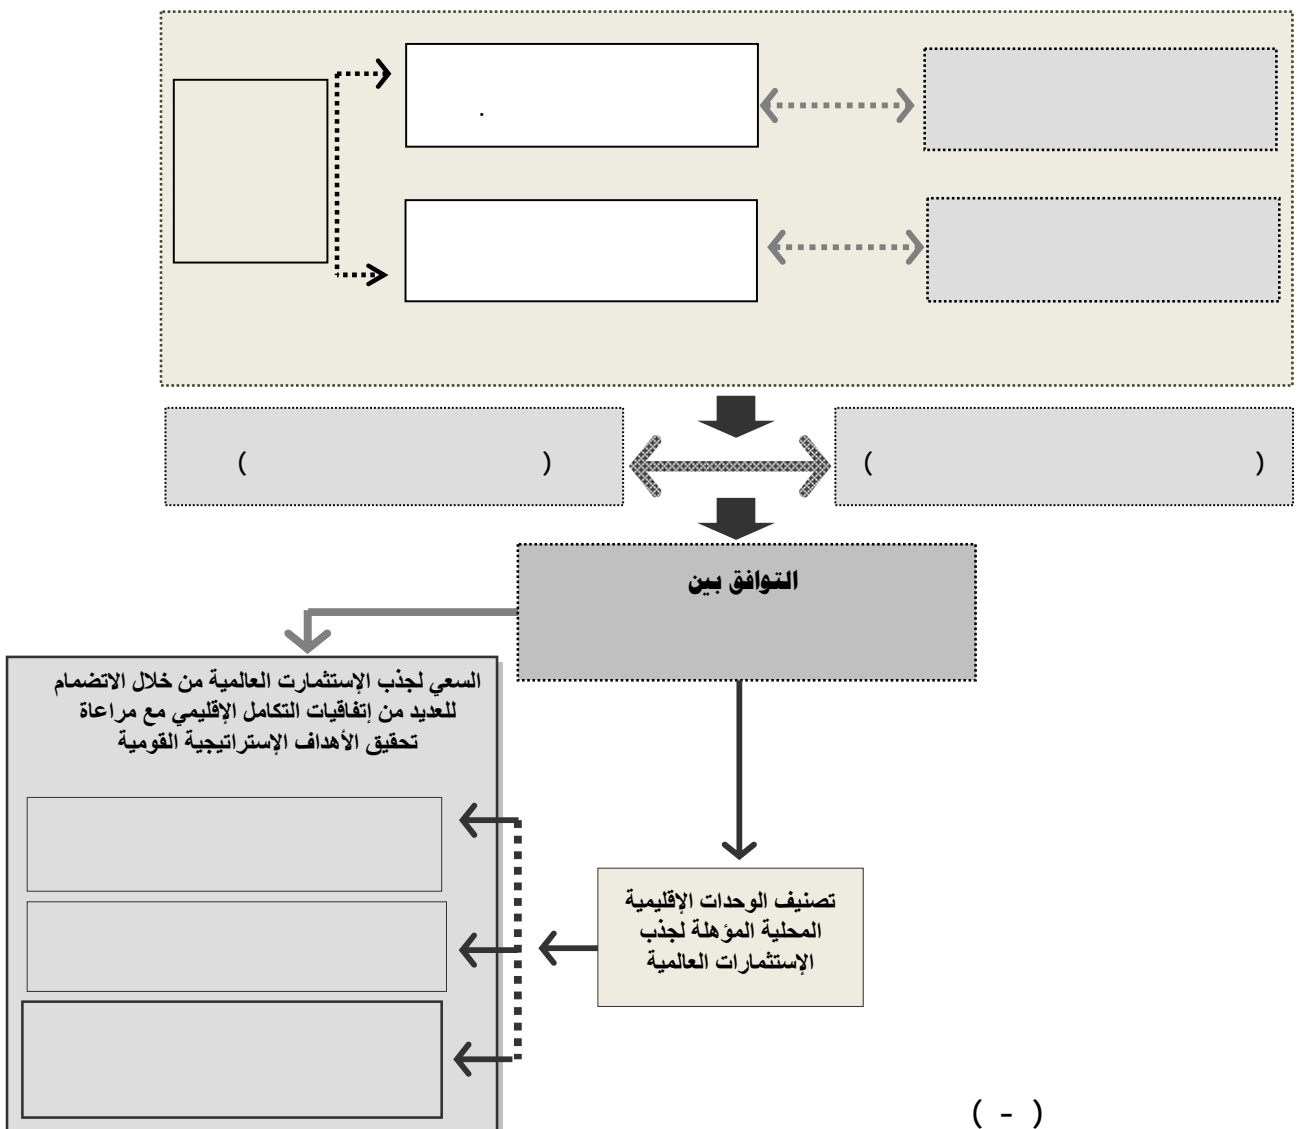 .
( )
( )
التوافق بين
السعي لجذب الإستثمارت العالمية من خلال الاتضمام
للعديد من إتفاقيات التكامل الإقليمي مع مراعاة
تحقيق الأهداف الإستراتيجية القومية
تصنيف الوحدات الإقليمية
المحلية المؤهلة لجذب
الإستثمارات العالمية
( - )